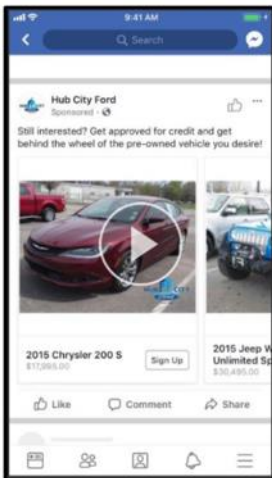 9:41 AM
Search
Hub City Ford
Sponsored
Still interested? Get approved for credit and get
behind the wheel of the pre-owned vehicle you desire!
2015 Chrysler 200 S
$17,995.00
Sign Up
2015 Jeep W
Unlimited Sp
$30,495.00
Like
Comment
Share